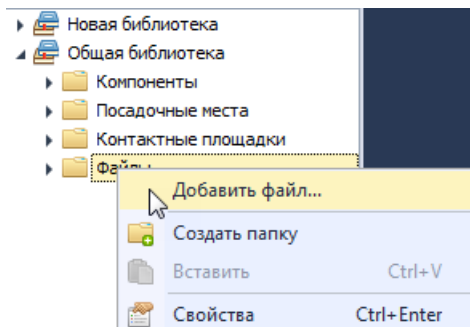 Новая библиотека
Общая библиотека
Компоненты
Посадочные места
Контактные площадки
Файлы
Добавить файл...
Создать папку
Вставить Ctrl+V
Свойства Ctrl+Enter